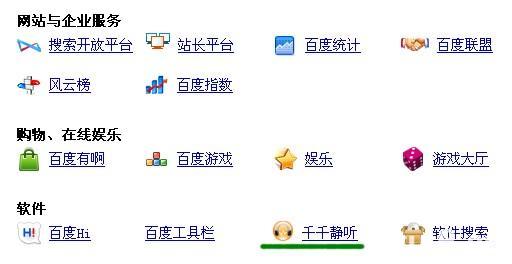 网站与企业服务
搜索开放平台 站长平台 百度统计 百度联盟
风云榜 百度指数
购物、在线娱乐
百度有啊 百度游戏 娱乐 游戏大厅
软件
Hi 百度Hi 百度工具栏 千千静听 软件搜索